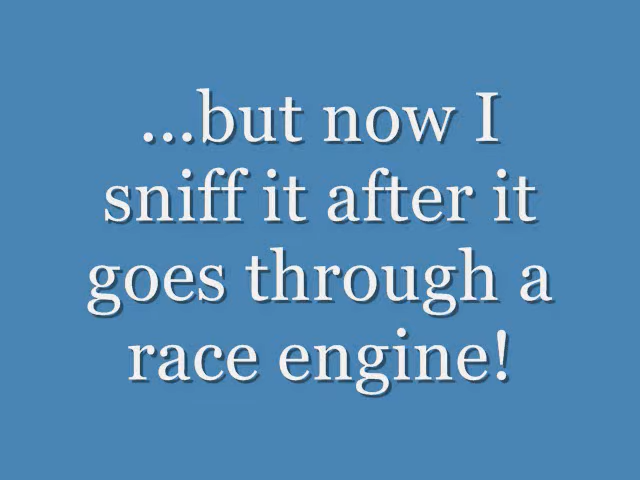 ...but now I
sniff it after it
goes through a
race engine!